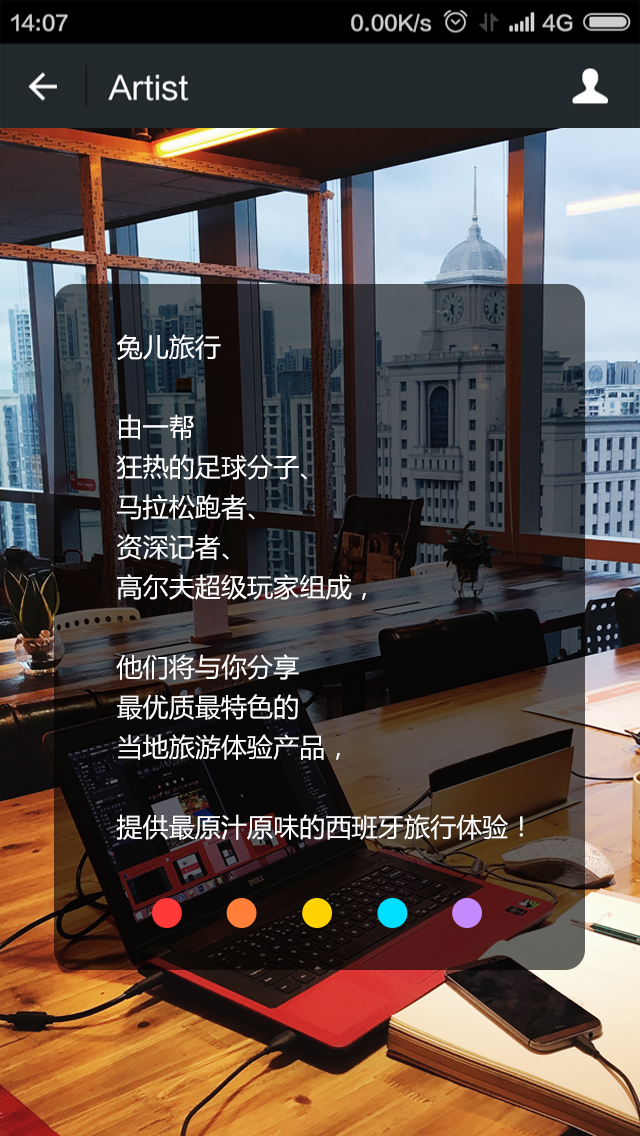 14:07 0.00K/s 4G
Artist
兔儿旅行
由一帮
狂热的足球分子、
马拉松跑者、
资深记者、
高尔夫超级玩家组成，
他们将与你分享
最优质最特色的
当地旅游体验产品，
提供最原汁原味的西班牙旅行体验！
DELL